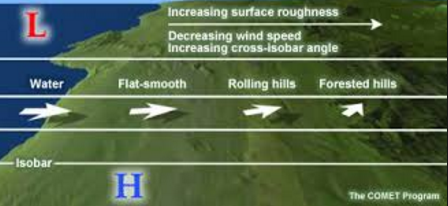 L
Increasing surface roughness
Decreasing wind speed
Increasing cross-isobar angle
Water Flat-smooth Rolling hills Forested hills
Isobar
H
The COMET Program